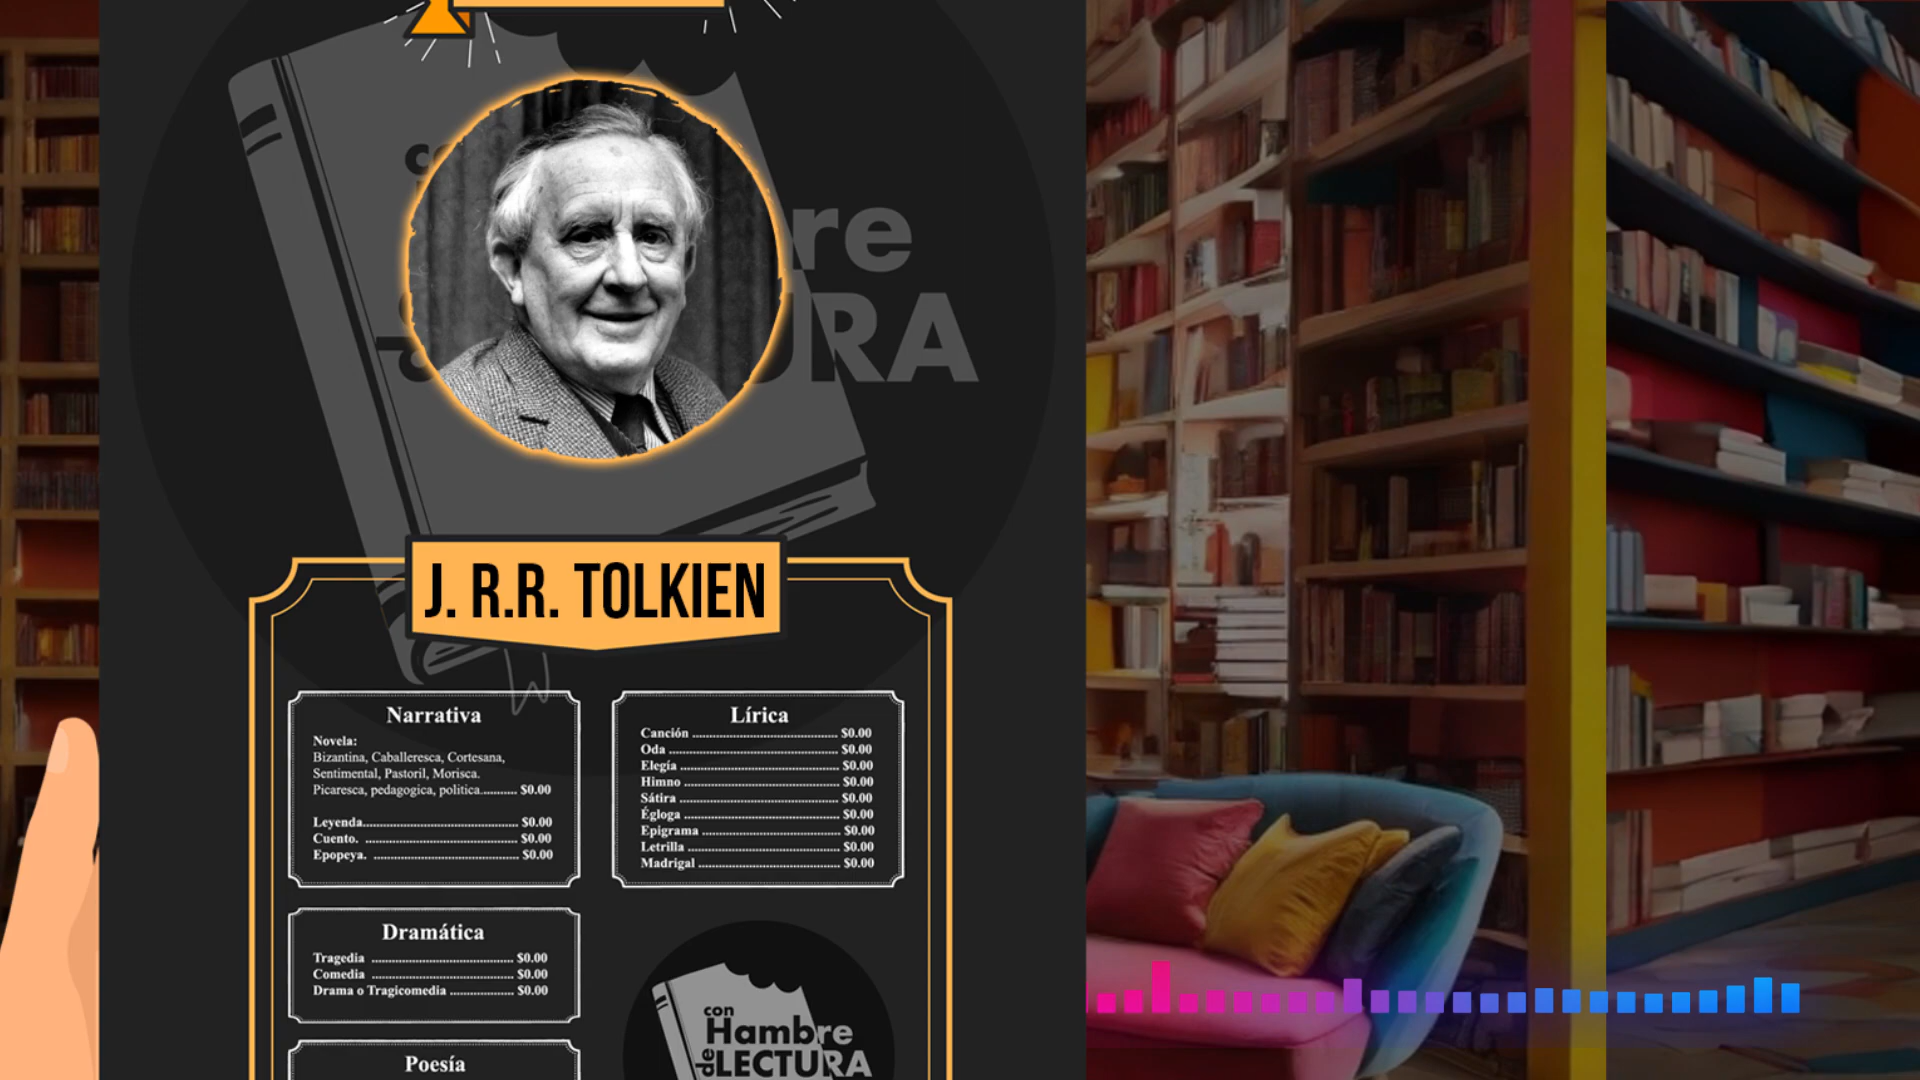 J. R.R. TOLKIEN
Narrativa
Novela:
Bizantina, Caballeresca, Cortesana,
Sentimental, Pastoril, Morisca.
Picaresca, pedagogica, politica.......... $0.00
Leyenda.................................................... $0.00
Cuento. .................................................... $0.00
Epopeya. ................................................. $0.00
Lírica
Canción ................................................. $0.00
Oda .......................................................... $0.00
Elegía ...................................................... $0.00
Himno .................................................... $0.00
Sátira ...................................................... $0.00
Égloga ..................................................... $0.00
Epigrama ............................................... $0.00
Letrilla .................................................... $0.00
Madrigal ................................................ $0.00
Dramática
Tragedia ................................................ $0.00
Comedia ................................................ $0.00
Drama o Tragicomedia ..................... $0.00
Poesía
con
Hambre
de LECTURA